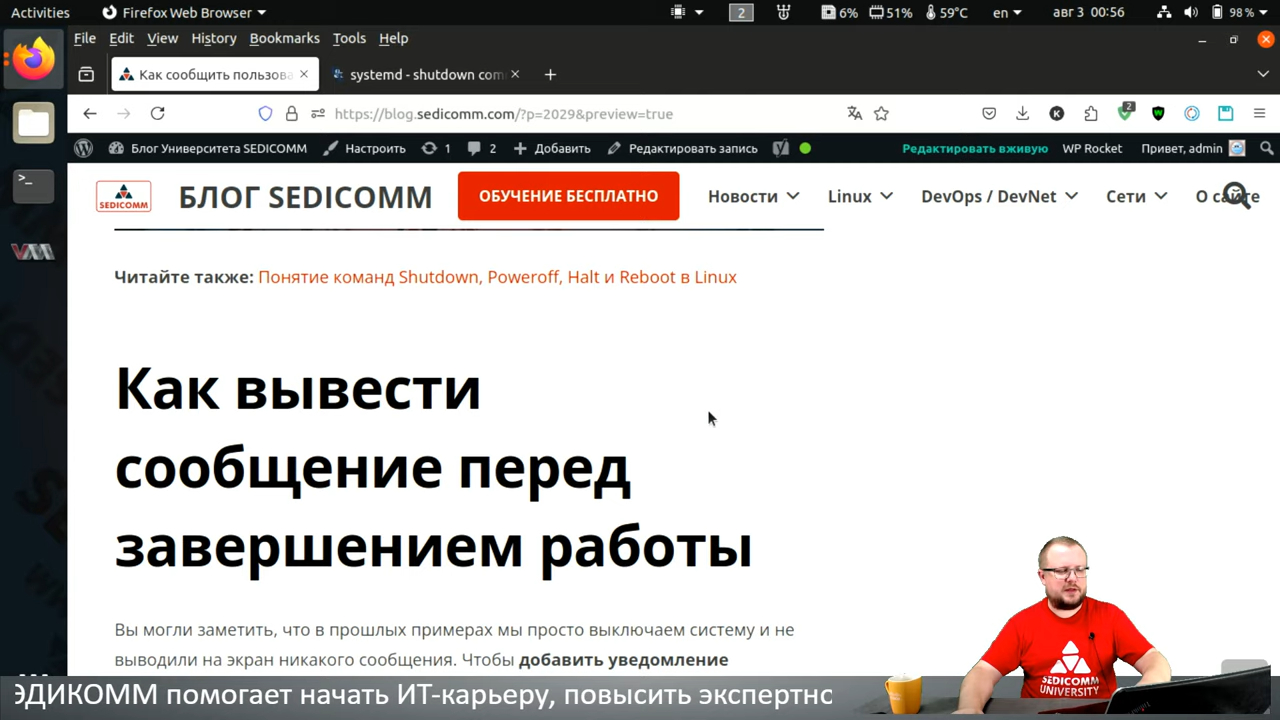 Activities
Firefox Web Browser
2
6%
51%
59°C
en
авг 3 00:56
98%
File Edit View History Bookmarks Tools Help
Как сообщить пользова
systemd - shutdown com
2
https://blog.sedicomm.com/?p=2029&preview=true
Блог Университета SEDICOMM
Настроить
1
2
Добавить
Редактировать запись
Редактировать вживую
WP Rocket
Привет, admin
SEDICOMM
БЛОГ SEDICOMM
ОБУЧЕНИЕ БЕСПЛАТНО
Новости
Linux
DevOps / DevNet
Сети
О сайте
Читайте также: Понятие команд Shutdown, Poweroff, Halt и Reboot в Linux
Как вывести
сообщение перед
завершением работы
Вы могли заметить, что в прошлых примерах мы просто выключаем систему и не
выводили на экран никакого сообщения. Чтобы добавить уведомление
SEDICOMM
UNIVERSITY
ЭДИКОММ помогает начать ИТ-карьеру, повысить экспертно